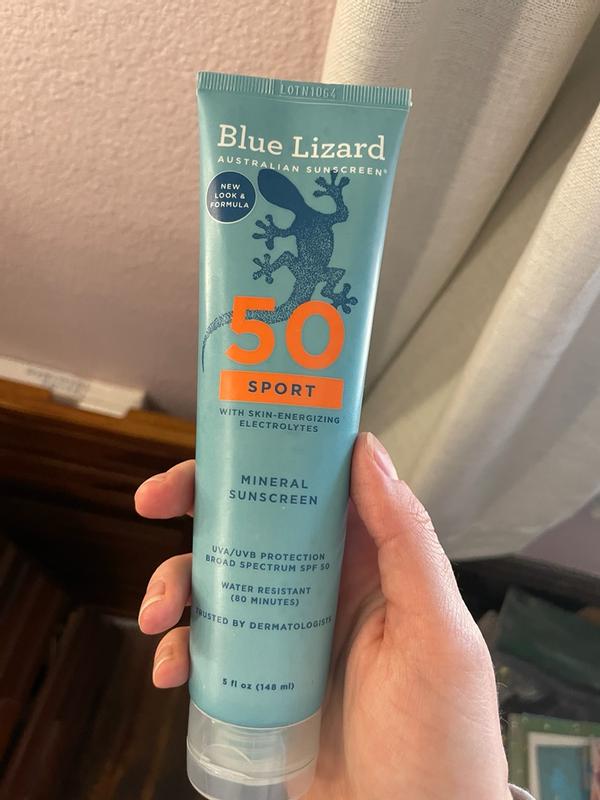 LOTN1064
Blue Lizard
AUSTRALIAN SUNSCREEN®
NEW
LOOK &
FORMULA
50
SPORT
WITH SKIN-ENERGIZING
ELECTROLYTES
MINERAL
SUNSCREEN
UVA/UVB PROTECTION
BROAD SPECTRUM SPF 50
WATER RESISTANT
(80 MINUTES)
TRUSTED BY DERMATOLOGISTS
5 fl oz (148 ml)